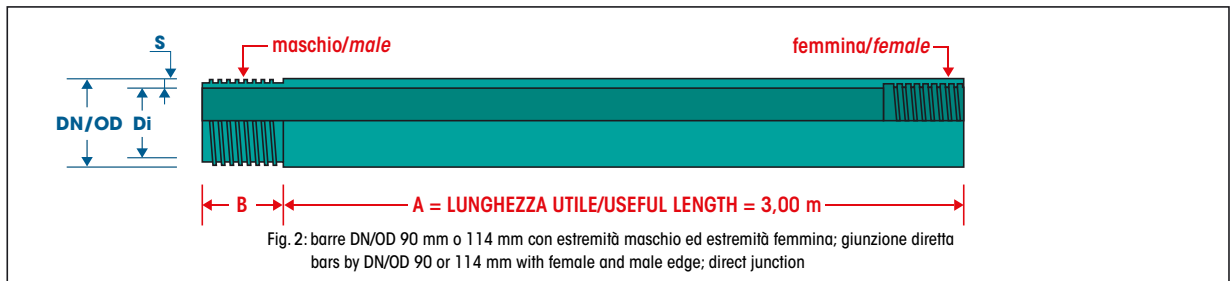 S
maschio/male
femmina/female
DN/OD Di
B
A = LUNGHEZZA UTILE/USEFUL LENGTH = 3,00 m
Fig. 2: barre DN/OD 90 mm o 114 mm con estremità maschio ed estremità femmina; giunzione diretta
bars by DN/OD 90 or 114 mm with female and male edge; direct junction